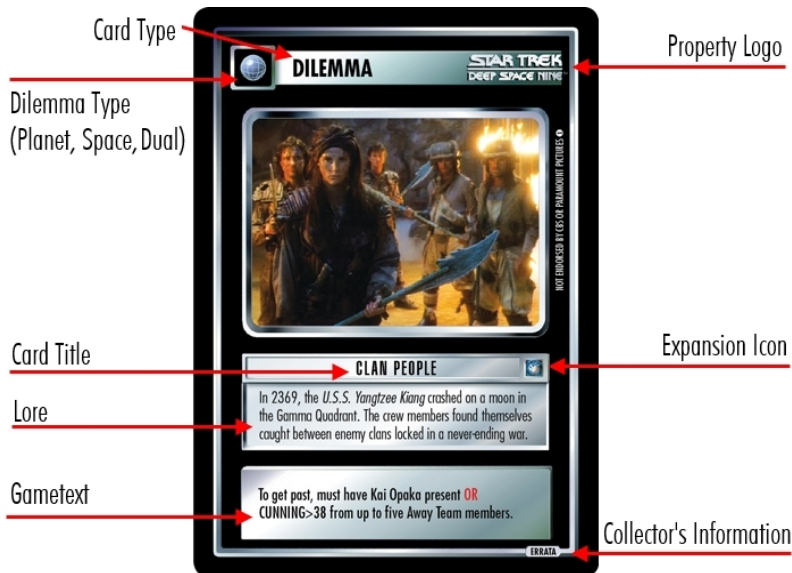 Card Type
Property Logo
DILEMMA
STAR TREK
DEEP SPACE NINE
Dilemma Type
(Planet, Space, Dual)
NOT ENDORSED BY CBS OR PARAMOUNT PICTURES
Card Title
CLAN PEOPLE
Expansion Icon
Lore
In 2369, the U.S.S. Yangtzee Kiang crashed on a moon in
the Gamma Quadrant. The crew members found themselves
caught between enemy clans locked in a never-ending war.
Gametext
To get past, must have Kai Opaka present OR
CUNNING>38 from up to five Away Team members.
Collector's Information
ERRATA